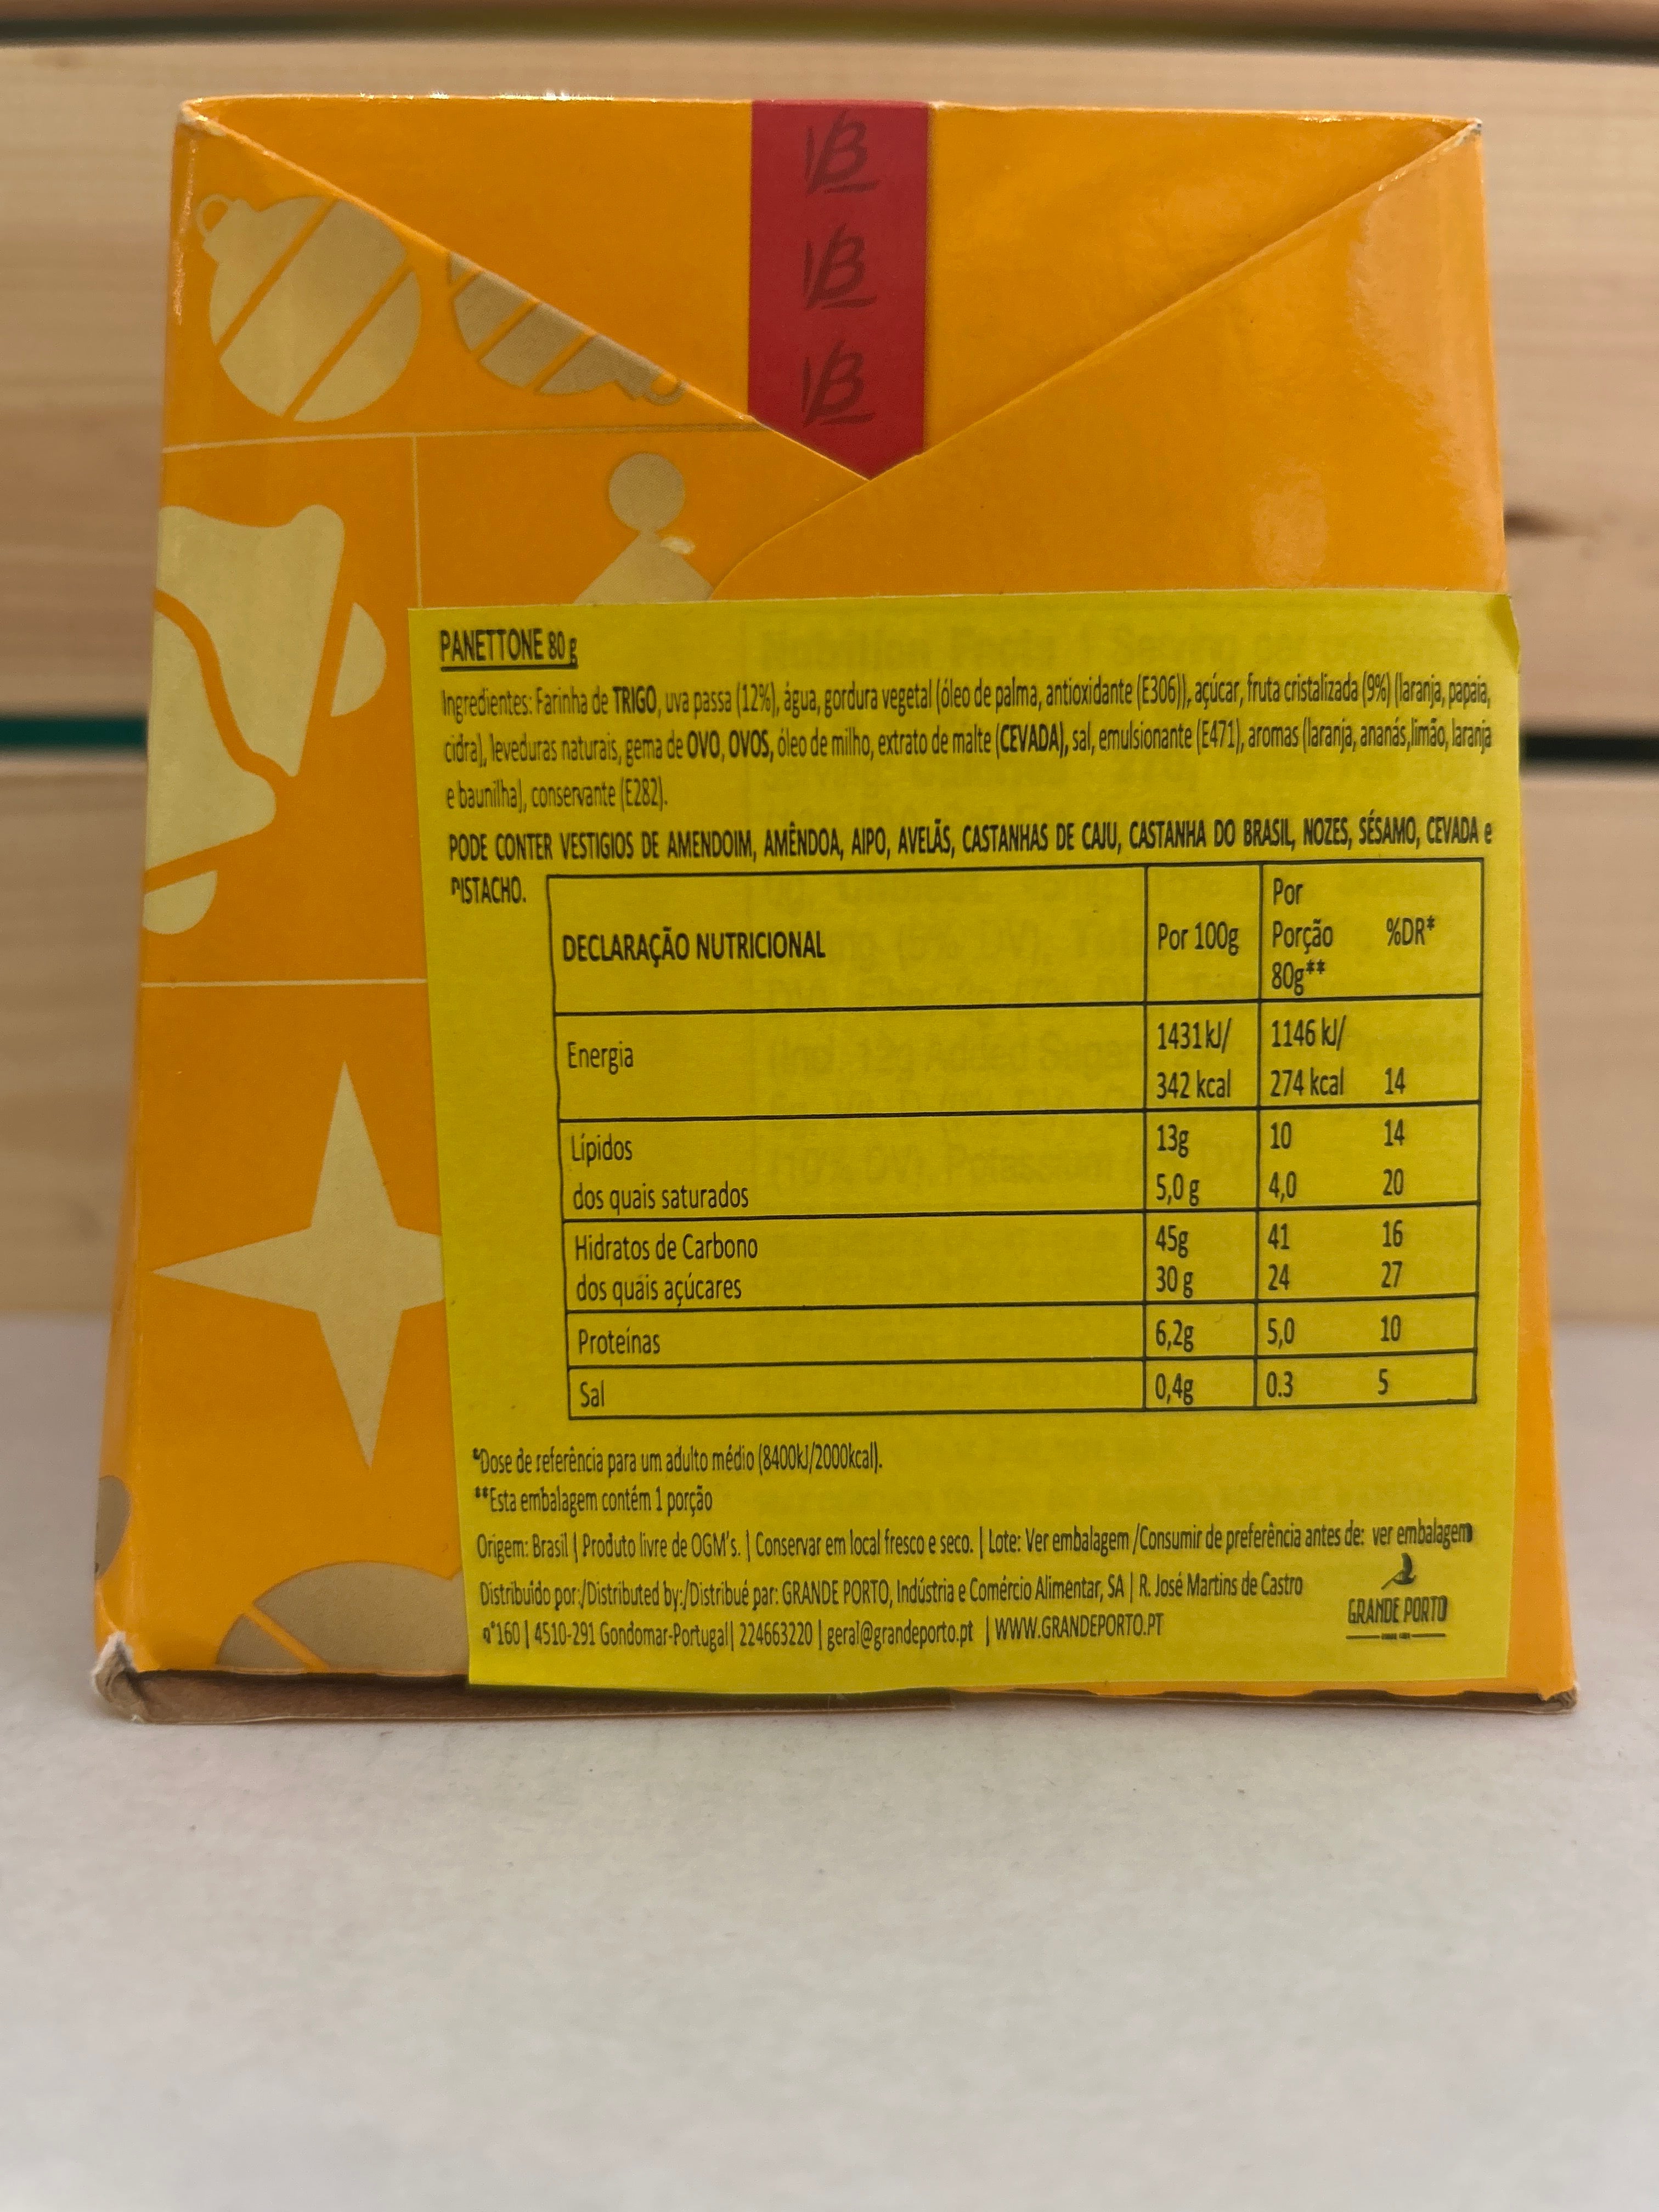 B
B
B
PANETTONE 80 g
Ingredientes: Farinha de TRIGO, uva passa (12%), água, gordura vegetal (óleo de palma, antioxidante (E306)), açúcar, fruta cristalizada (9%) (laranja, papaia,
cidra), leveduras naturais, gema de OVO, OVOS, óleo de milho, extrato de malte (CEVADA), sal, emulsionante (E471), aromas (laranja, ananás,limão, laranja
e baunilha), conservante (E282).
PODE CONTER VESTIGIOS DE AMENDOIM, AMÊNDOA, AIPO, AVELÃS, CASTANHAS DE CAJU, CASTANHA DO BRASIL, NOZES, SÉSAMO, CEVADA e
PISTACHO.
DECLARAÇÃO NUTRICIONAL Por 100g Por Porção 80g** %DR*
Energia 1431 kJ/ 342 kcal 1146 kJ/ 274 kcal 14
Lípidos 13g 10 14
dos quais saturados 5,0 g 4,0 20
Hidratos de Carbono 45g 41 16
dos quais açúcares 30 g 24 27
Proteínas 6,2g 5,0 10
Sal 0,4g 0.3 5
*Dose de referência para um adulto médio (8400kJ/2000kcal).
**Esta embalagem contém 1 porção
Origem: Brasil | Produto livre de OGM's. | Conservar em local fresco e seco. | Lote: Ver embalagem /Consumir de preferência antes de: ver embalagem
Distribuído por:/Distributed by:/Distribué par: GRANDE PORTO, Indústria e Comércio Alimentar, SA | R. José Martins de Castro
nº160 | 4510-291 Gondomar-Portugal| 224663220 | geral@grandeporto.pt | WWW.GRANDEPORTO.PT
GRANDE PORTO